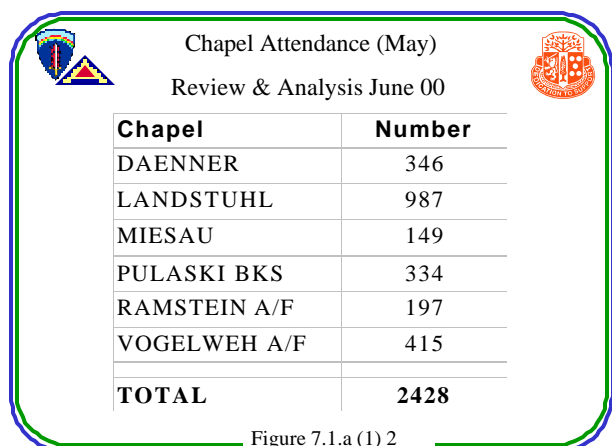 Chapel Attendance (May)
Review & Analysis June 00
Chapel Number
DAENNER 346
LANDSTUHL 987
MIESAU 149
PULASKI BKS 334
RAMSTEIN A/F 197
VOGELWEH A/F 415
TOTAL 2428
Figure 7.1.a (1) 2